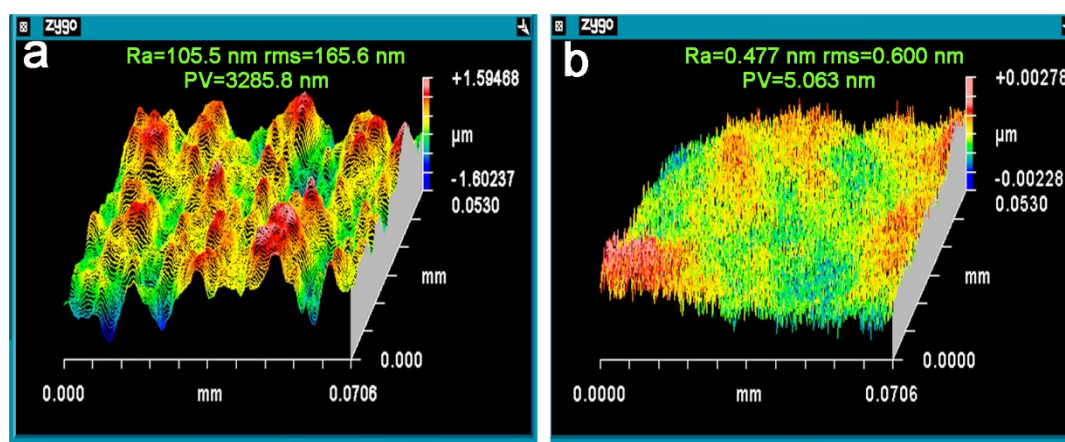 zygo
a
Ra=105.5 nm rms=165.6 nm
PV=3285.8 nm
+1.59468
µm
-1.60237
0.0530
mm
0.000
0.000 mm 0.0706
zygo
b
Ra=0.477 nm rms=0.600 nm
PV=5.063 nm
+0.00278
µm
-0.00228
0.0530
mm
0.0000
0.0000 mm 0.0706